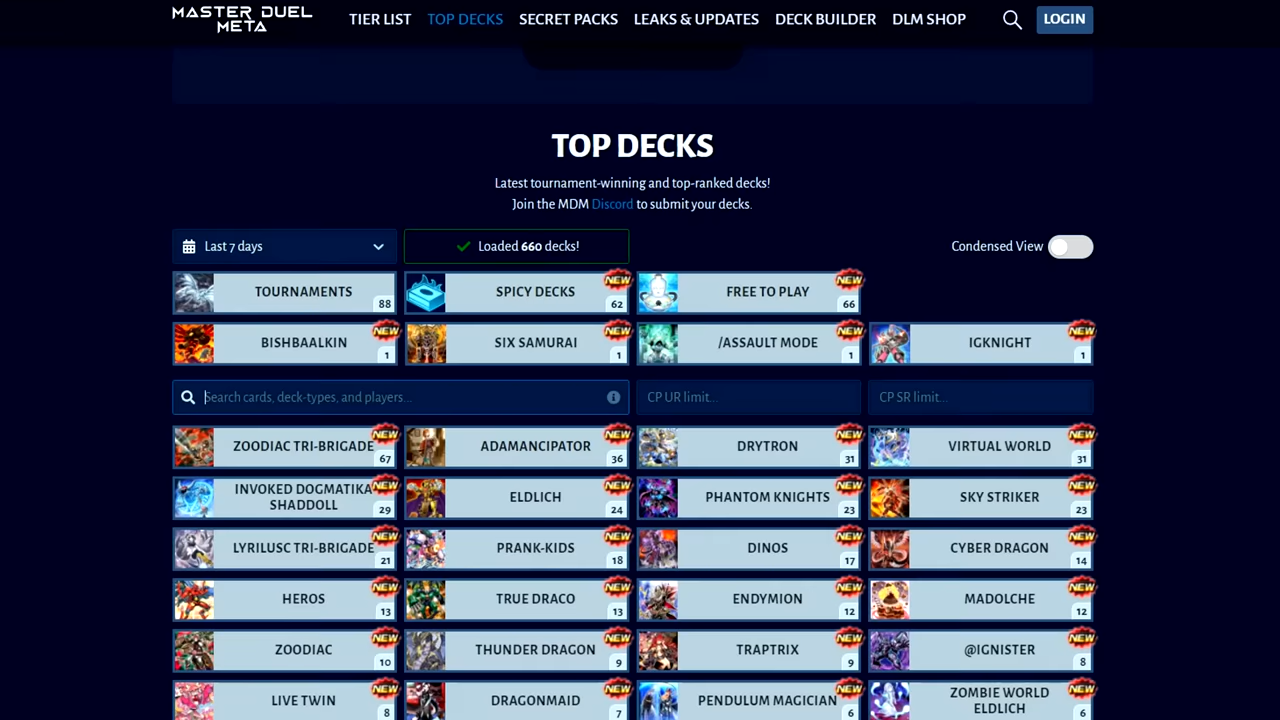 MASTER DUEL
META
TIER LIST
TOP DECKS
SECRET PACKS
LEAKS & UPDATES
DECK BUILDER
DLM SHOP
LOGIN
TOP DECKS
Latest tournament-winning and top-ranked decks!
Join the MDM Discord to submit your decks.
Last 7 days
Loaded 660 decks!
Condensed View
TOURNAMENTS
88
SPICY DECKS
NEW
62
FREE TO PLAY
NEW
66
BISHBAALKIN
NEW
1
SIX SAMURAI
NEW
1
/ASSAULT MODE
NEW
1
IGKNIGHT
NEW
1
Search cards, deck-types, and players...
CP UR limit...
CP SR limit...
ZOODIAC TRI-BRIGADE
NEW
67
ADAMANCIPATOR
NEW
36
DRYTRON
NEW
31
VIRTUAL WORLD
NEW
31
INVOKED DOGMATIKA
SHADDOLL
NEW
29
ELDLICH
NEW
24
PHANTOM KNIGHTS
NEW
23
SKY STRIKER
NEW
23
LYRILUSC TRI-BRIGADE
NEW
21
PRANK-KIDS
NEW
18
DINOS
NEW
17
CYBER DRAGON
NEW
14
HEROS
NEW
13
TRUE DRACO
NEW
13
ENDYMION
NEW
12
MADOLCHE
NEW
12
ZOODIAC
NEW
10
THUNDER DRAGON
NEW
9
TRAPTRIX
NEW
9
@IGNISTER
NEW
8
LIVE TWIN
NEW
8
DRAGONMAID
NEW
7
PENDULUM MAGICIAN
NEW
6
ZOMBIE WORLD
ELDLICH
NEW
6